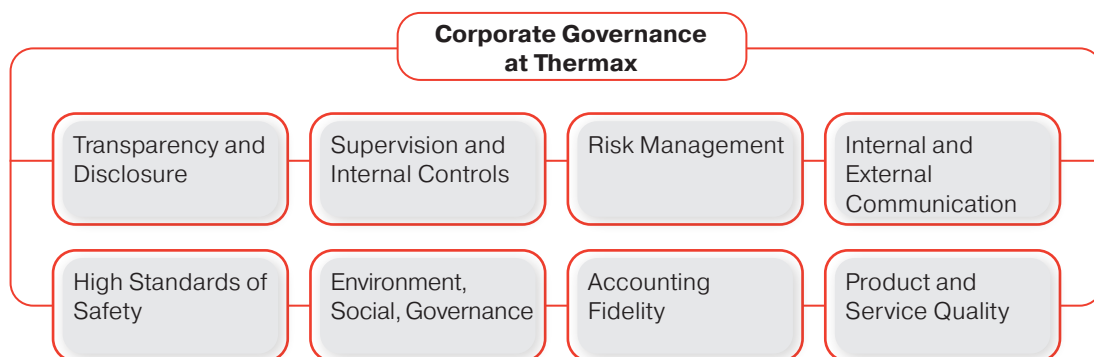 Corporate Governance
at Thermax
Transparency and
Disclosure
Supervision and
Internal Controls
Risk Management
Internal and
External
Communication
High Standards of
Safety
Environment,
Social, Governance
Accounting
Fidelity
Product and
Service Quality